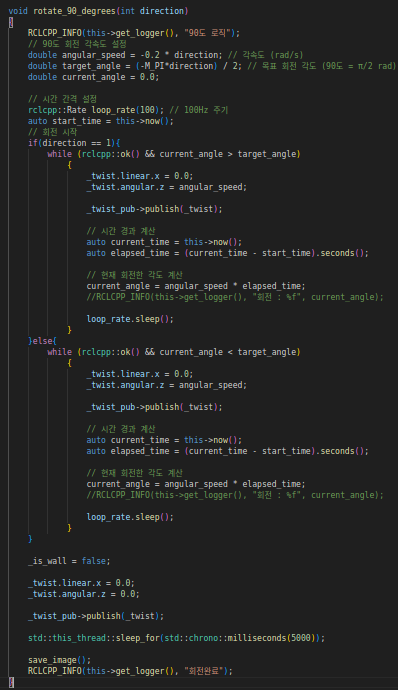 void rotate_90_degrees(int direction)
{
RCLCPP_INFO(this->get_logger(), "90도 로직");
// 90도 회전 각속도 설정
double angular_speed = -0.2 * direction; // 각속도 (rad/s)
double target_angle = (-M_PI*direction) / 2; // 목표 회전 각도 (90도 = π/2 rad)
double current_angle = 0.0;
// 시간 간격 설정
rclcpp::Rate loop_rate(100); // 100Hz 주기
auto start_time = this->now();
// 회전 시작
if(direction == 1){
while (rclcpp::ok() && current_angle > target_angle)
{
_twist.linear.x = 0.0;
_twist.angular.z = angular_speed;
_twist_pub->publish(_twist);
// 시간 경과 계산
auto current_time = this->now();
auto elapsed_time = (current_time - start_time).seconds();
// 현재 회전한 각도 계산
current_angle = angular_speed * elapsed_time;
//RCLCPP_INFO(this->get_logger(), "회전 : %f", current_angle);
loop_rate.sleep();
}
}else{
while (rclcpp::ok() && current_angle < target_angle)
{
_twist.linear.x = 0.0;
_twist.angular.z = angular_speed;
_twist_pub->publish(_twist);
// 시간 경과 계산
auto current_time = this->now();
auto elapsed_time = (current_time - start_time).seconds();
// 현재 회전한 각도 계산
current_angle = angular_speed * elapsed_time;
//RCLCPP_INFO(this->get_logger(), "회전 : %f", current_angle);
loop_rate.sleep();
}
}
_is_wall = false;
_twist.linear.x = 0.0;
_twist.angular.z = 0.0;
_twist_pub->publish(_twist);
std::this_thread::sleep_for(std::chrono::milliseconds(5000));
save_image();
RCLCPP_INFO(this->get_logger(), "회전완료");
}